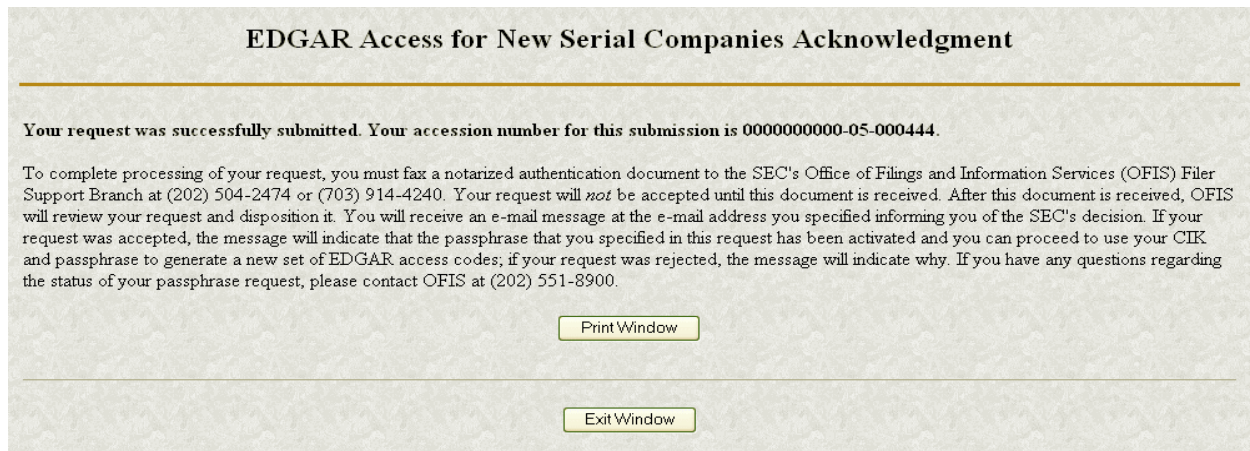 EDGAR Access for New Serial Companies Acknowledgment
Your request was successfully submitted. Your accession number for this submission is 0000000000-05-000444.
To complete processing of your request, you must fax a notarized authentication document to the SEC's Office of Filings and Information Services (OFIS) Filer
Support Branch at (202) 504-2474 or (703) 914-4240. Your request will not be accepted until this document is received. After this document is received, OFIS
will review your request and disposition it. You will receive an e-mail message at the e-mail address you specified informing you of the SEC's decision. If your
request was accepted, the message will indicate that the passphrase that you specified in this request has been activated and you can proceed to use your CIK
and passphrase to generate a new set of EDGAR access codes; if your request was rejected, the message will indicate why. If you have any questions regarding
the status of your passphrase request, please contact OFIS at (202) 551-8900.
Print Window
Exit Window